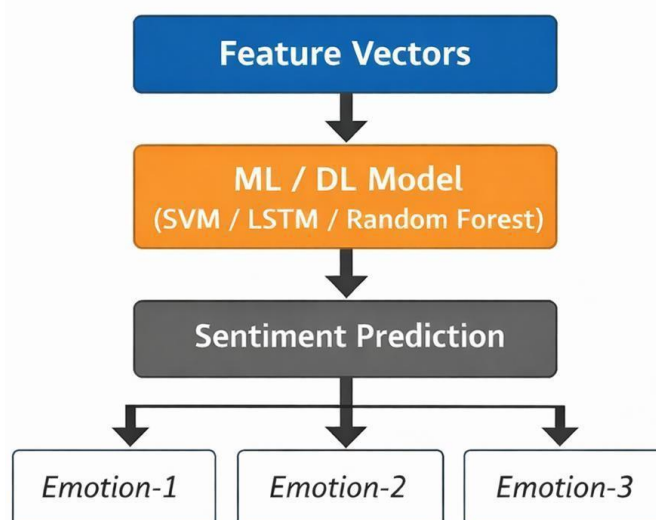 Feature Vectors
ML / DL Model
(SVM / LSTM / Random Forest)
Sentiment Prediction
Emotion-1
Emotion-2
Emotion-3